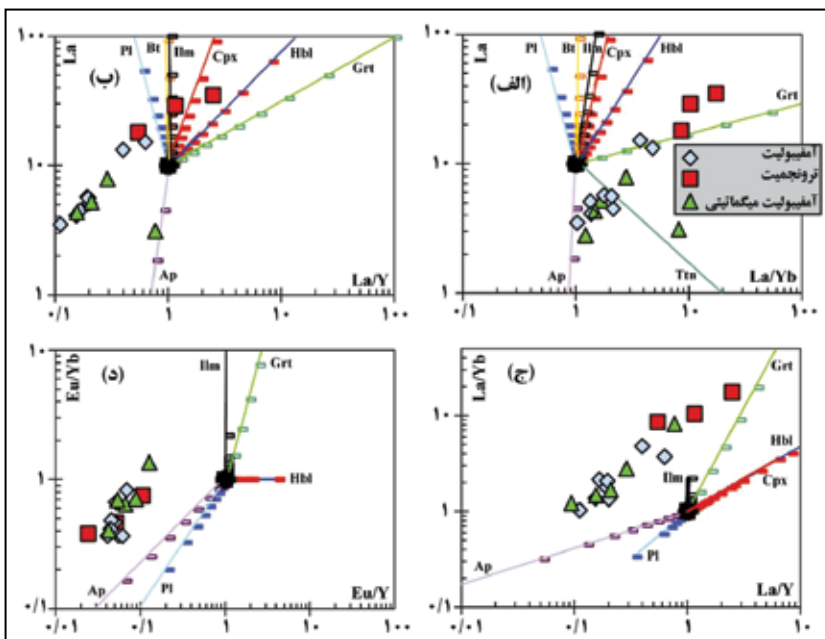 (ب)
La
۱۰۰
۱۰
۱
Pl
Bt
Ilm
Cpx
Hbl
Grt
Ap
La/Y
۰/۱
۱
۱۰
۱۰۰
(الف)
La
۱۰۰
۱۰
۱
Pl
Bt
Ilm
Cpx
Hbl
Grt
Ap
Ttn
La/Yb
۰/۱
۱
۱۰
۱۰۰
آمفیبولیت
ترونجمیت
آمفیبولیت میگماتیتی
(د)
Eu/Yb
۱۰
۱
۰/۱
Ilm
Grt
Hbl
Ap
Pl
Eu/Y
۰/۰۱
۰/۱
۱
۱۰
۱۰۰
(ج)
La/Yb
۱۰۰
۱۰
۱
۰/۱
Grt
Hbl
Ilm
Cpx
Pl
Ap
La/Y
۰/۰۱
۰/۱
۱
۱۰